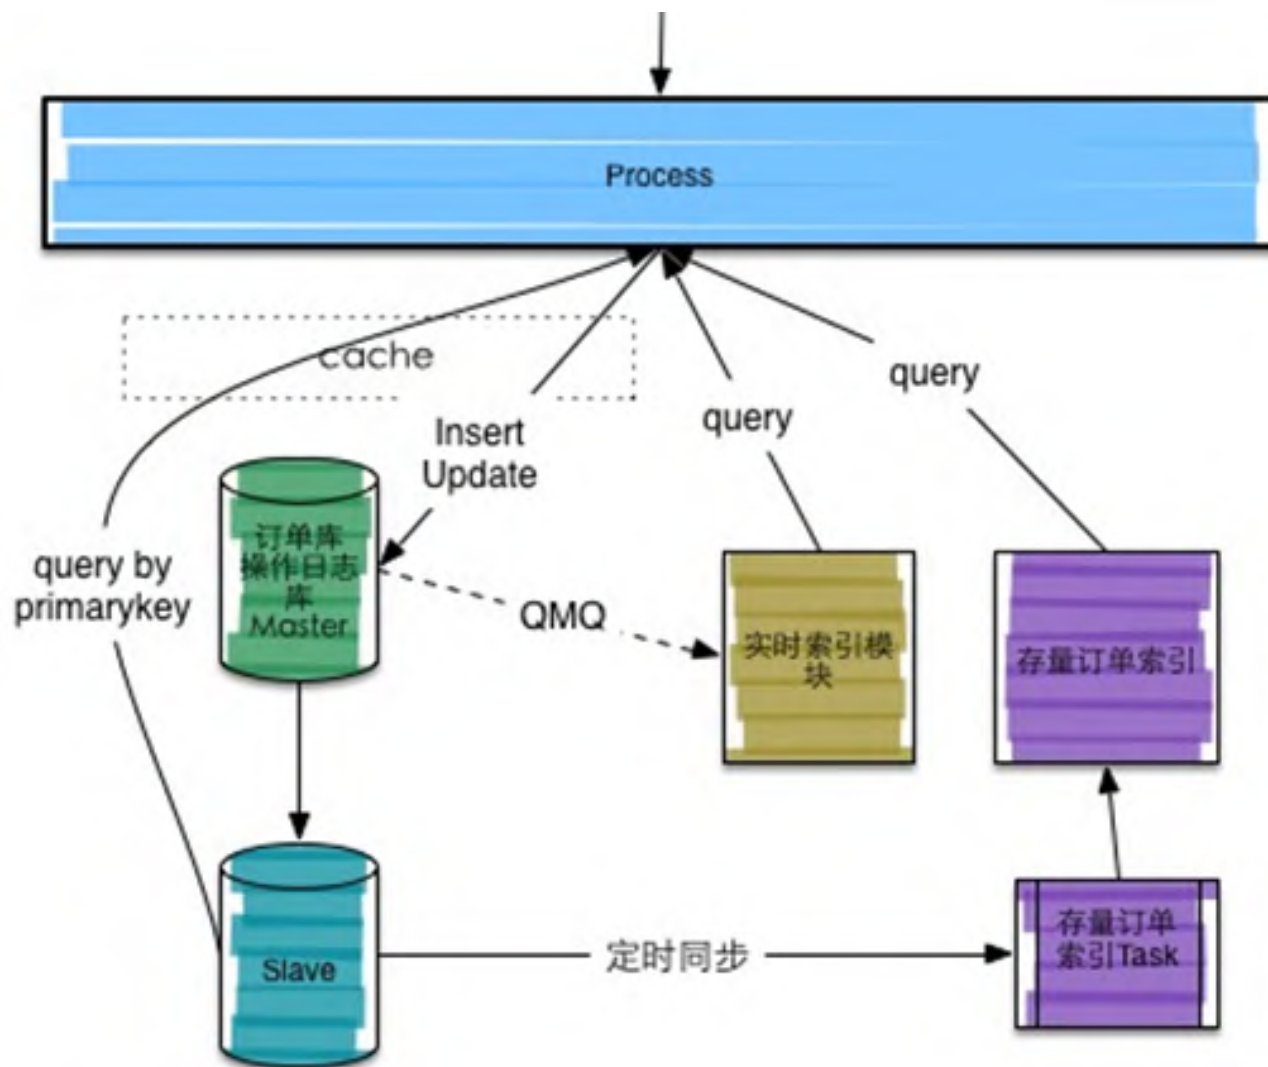 Process
cache
query
query
Insert
Update
订单库
操作日志
库
Master
query by
primarykey
QMQ
实时索引模
块
存量订单索引
存量订单
索引Task
定时同步
Slave